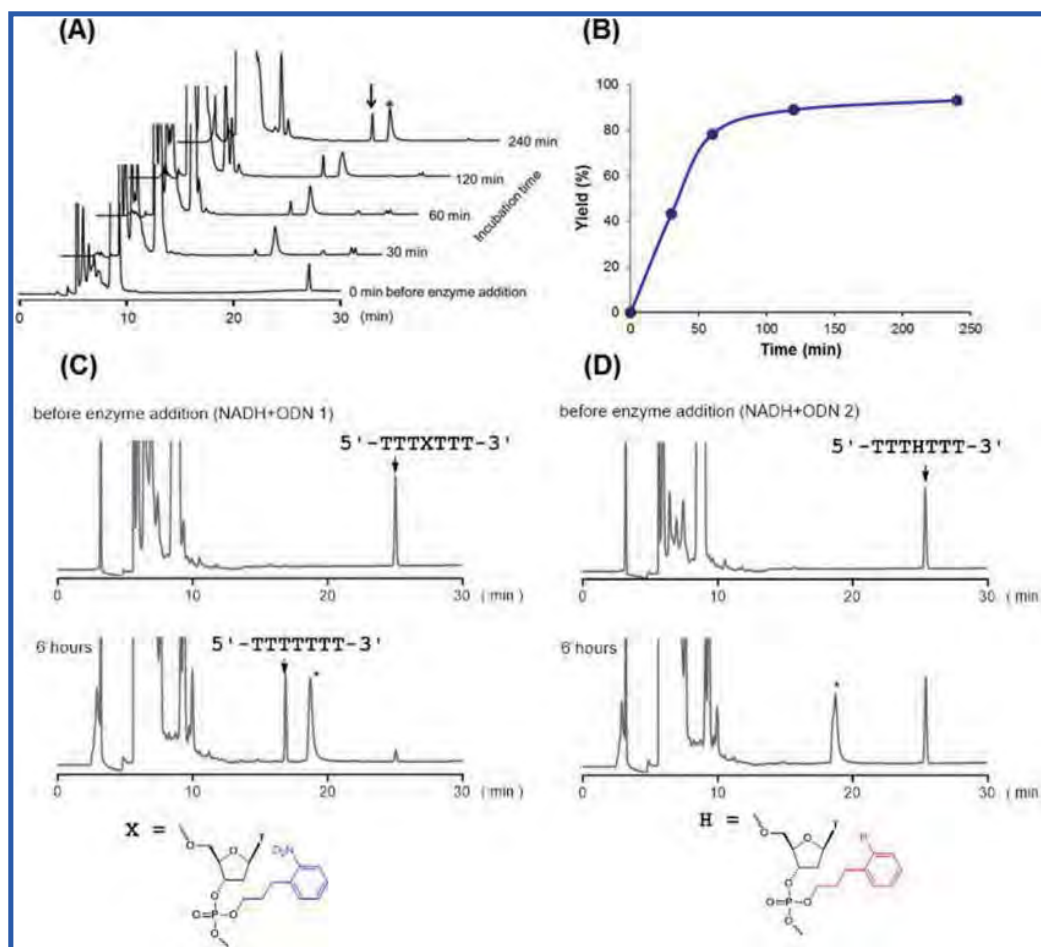 (A)
240 min
120 min
60 min
30 min
0 min before enzyme addition
Incubation time
0 10 20 30
(min)
(B)
Yield (%)
100
80
60
40
20
0
0 50 100 150 200 250
Time (min)
(C)
before enzyme addition (NADH+ODN 1)
5'-TTTXTTT-3'
0 10 20 30 ( min )
6 hours
5'-TTTTTTT-3'
*
0 10 20 30 ( min )
X =
O
O
T
O
O=P-O
O
O₂N
(D)
before enzyme addition (NADH+ODN 2)
5'-TTTHTTT-3'
0 10 20 30 ( min
6 hours
*
0 10 20 30 ( min
H =
O
O
T
O
O=P-O
O
H